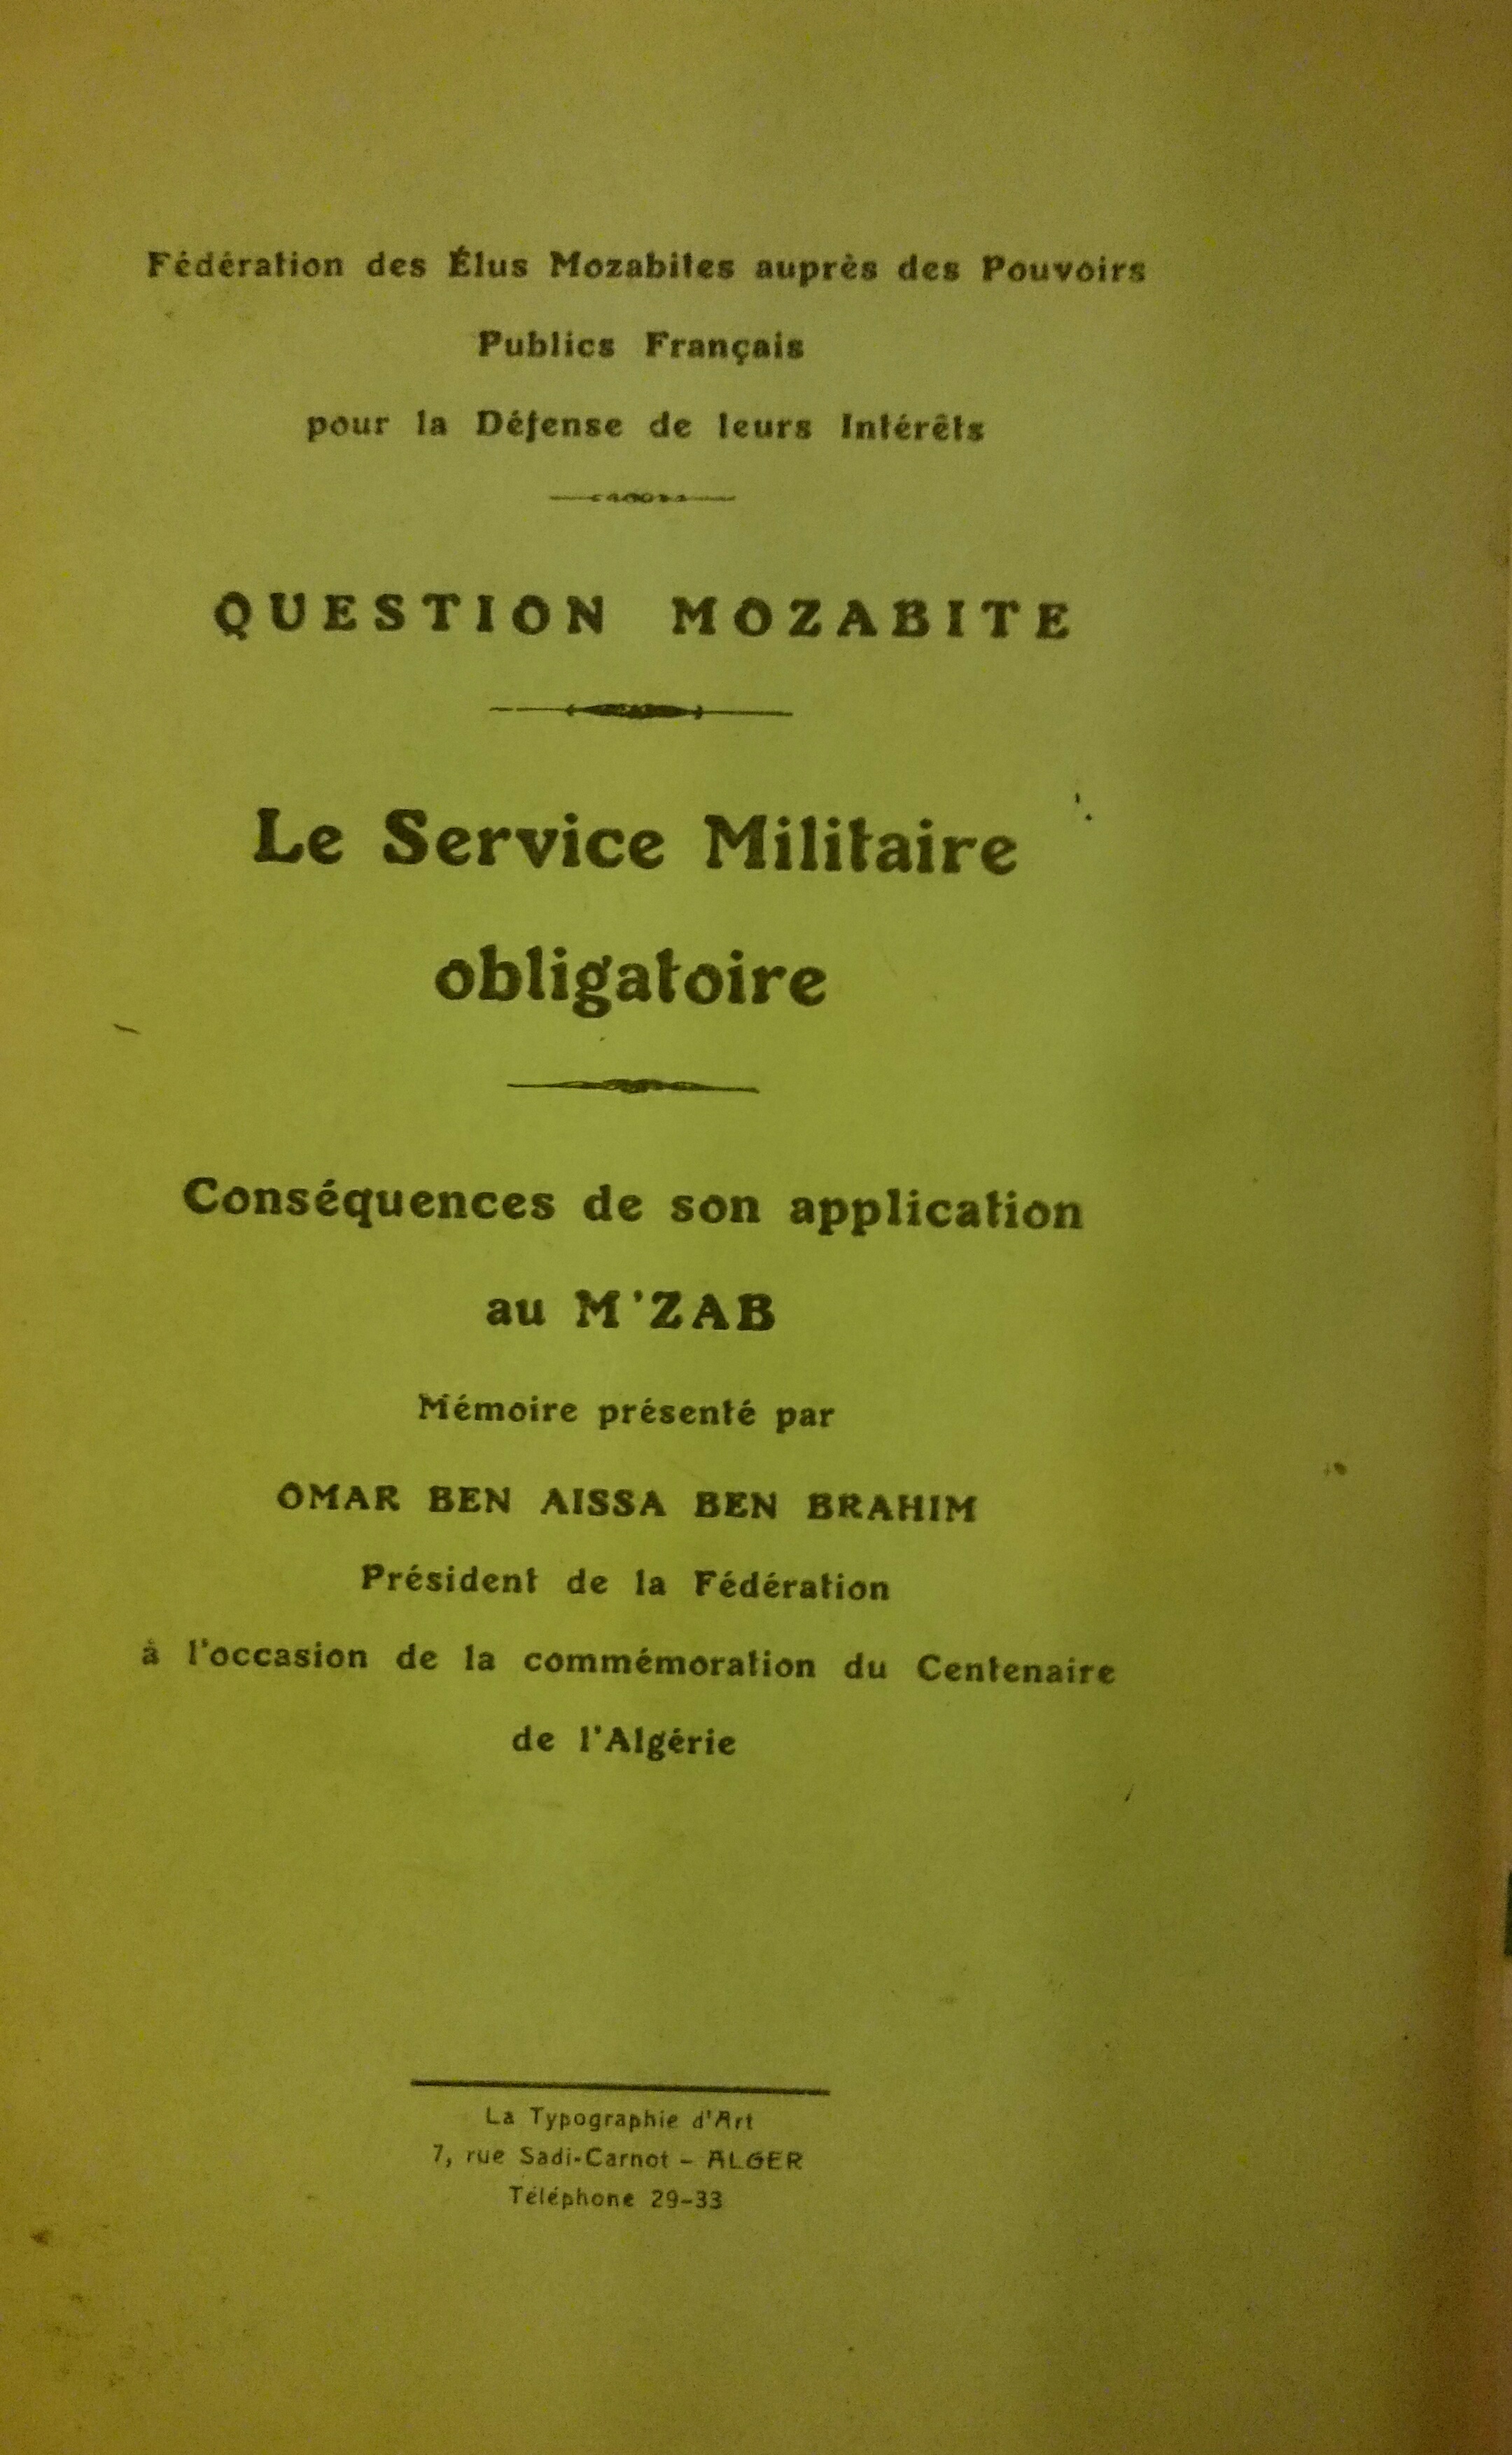 Fédération des Élus Mozabites auprès des Pouvoirs
Publics Français
pour la Défense de leurs Intérêts
QUESTION MOZABITE
Le Service Militaire
obligatoire
Conséquences de son application
au M'ZAB
Mémoire présenté par
OMAR BEN AISSA BEN BRAHIM
Président de la Fédération
à l'occasion de la commémoration du Centenaire
de l'Algérie
La Typographie d'Art
7, rue Sadi-Carnot - ALGER
Téléphone 29-33